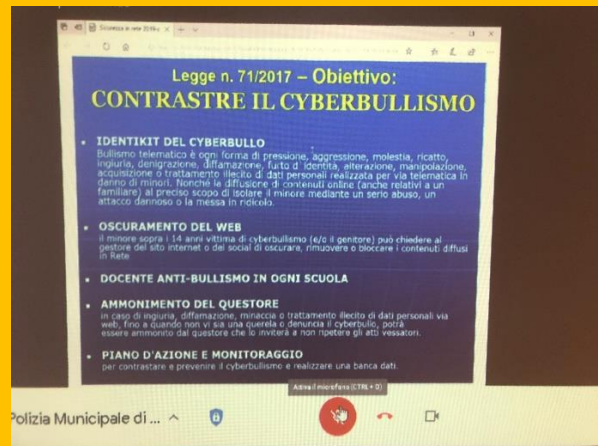 Sicurezza in rete 2019-c
Legge n. 71/2017 – Obiettivo:
CONTRASTRE IL CYBERBULLISMO
• IDENTIKIT DEL CYBERBULLO
Bullismo telematico è ogni forma di pressione, aggressione, molestia, ricatto,
ingiuria, denigrazione, diffamazione, furto d' identità, alterazione, manipolazione,
acquisizione o trattamento illecito di dati personali realizzata per via telematica in
danno di minori. Nonché la diffusione di contenuti online (anche relativi a un
familiare) al preciso scopo di isolare il minore mediante un serio abuso, un
attacco dannoso o la messa in ridicolo.
• OSCURAMENTO DEL WEB
il minore sopra i 14 anni vittima di cyberbullismo (e/o il genitore) può chiedere al
gestore del sito internet o del social di oscurare, rimuovere o bloccare i contenuti diffusi
in Rete
• DOCENTE ANTI-BULLISMO IN OGNI SCUOLA
• AMMONIMENTO DEL QUESTORE
in caso di ingiuria, diffamazione, minaccia o trattamento illecito di dati personali via
web, fino a quando non vi sia una querela o denuncia il cyberbullo, potrà
essere ammonito dal questore che lo inviterà a non ripetere gli atti vessatori.
• PIANO D'AZIONE E MONITORAGGIO
per contrastare e prevenire il cyberbullismo e realizzare una banca dati.
Attiva il microfono (CTRL + D)
Polizia Municipale di ...